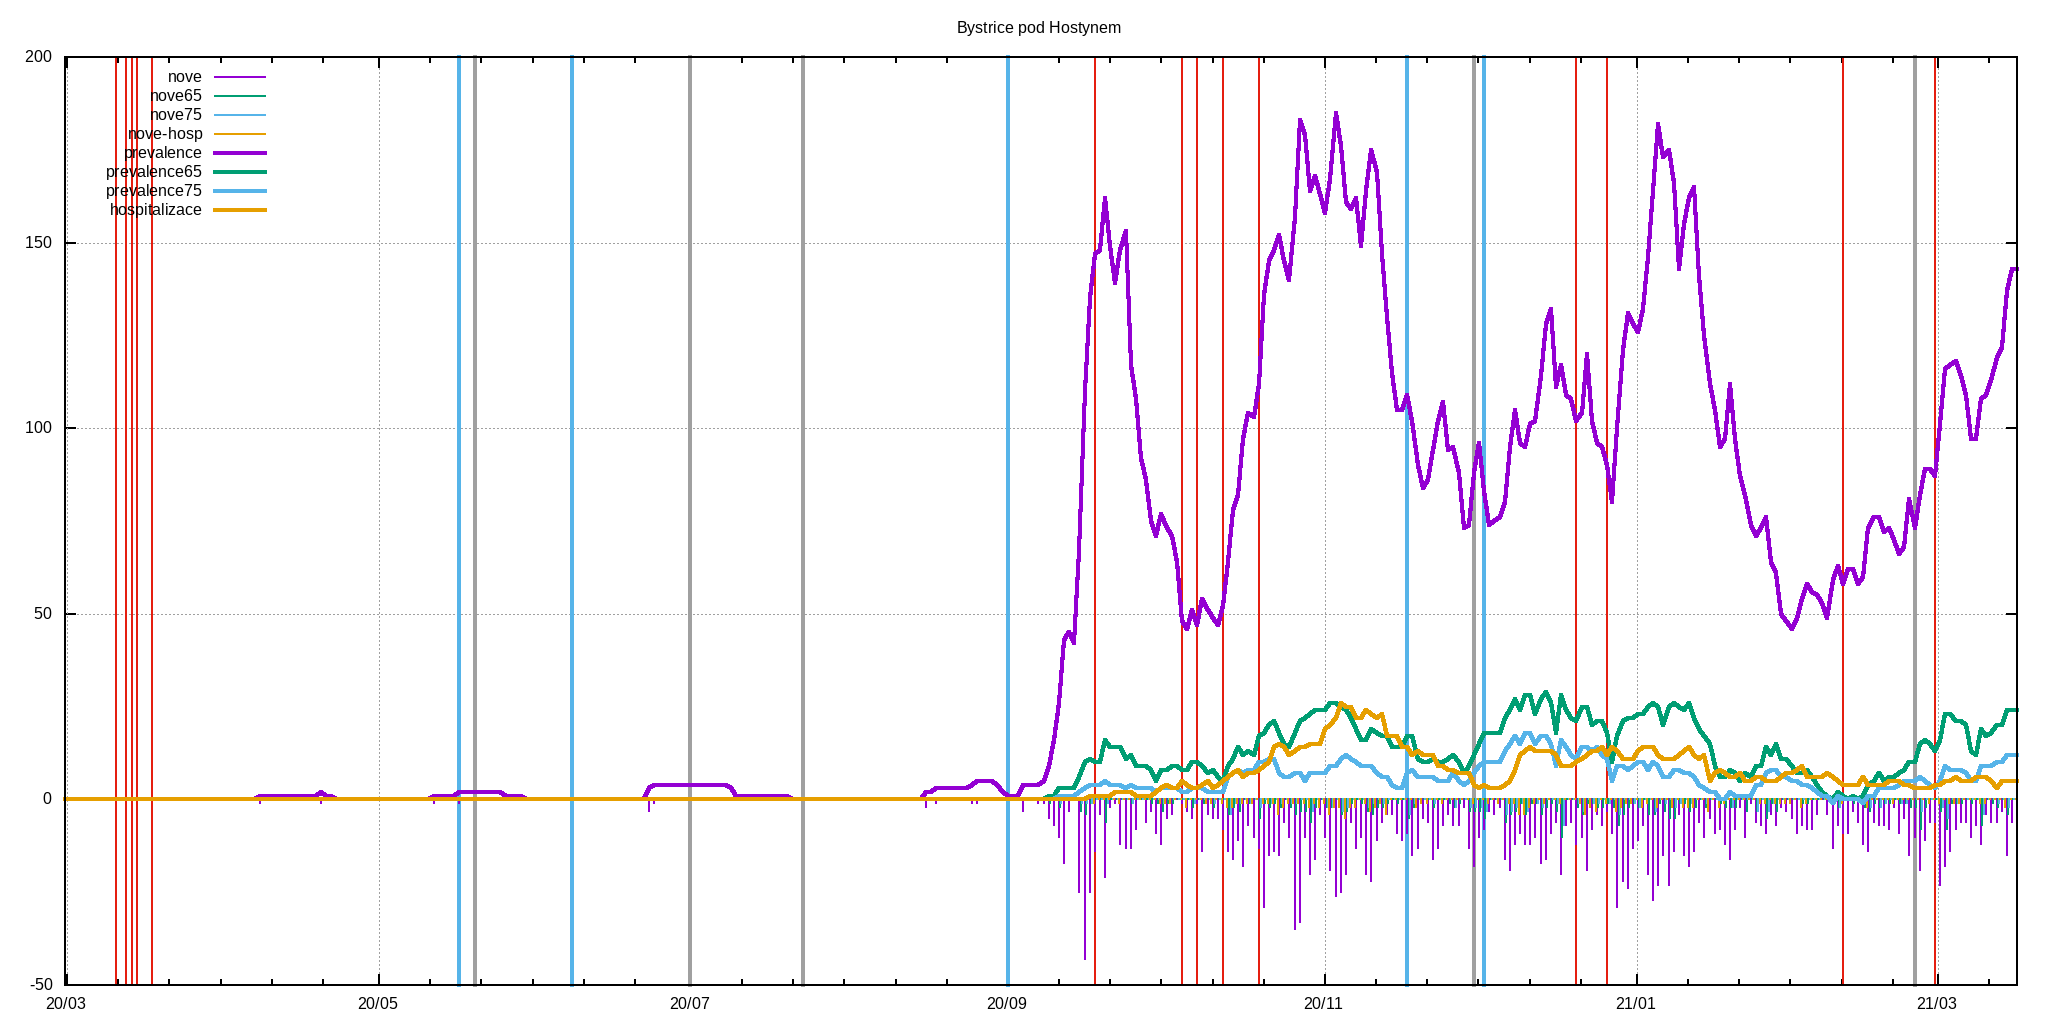 Bystrice pod Hostynem
200
150
100
50
0
-50
nove
nove65
nove75
nove-hosp
prevalence
prevalence65
prevalence75
hospitalizace
20/03 20/05 20/07 20/09 20/11 21/01 21/03